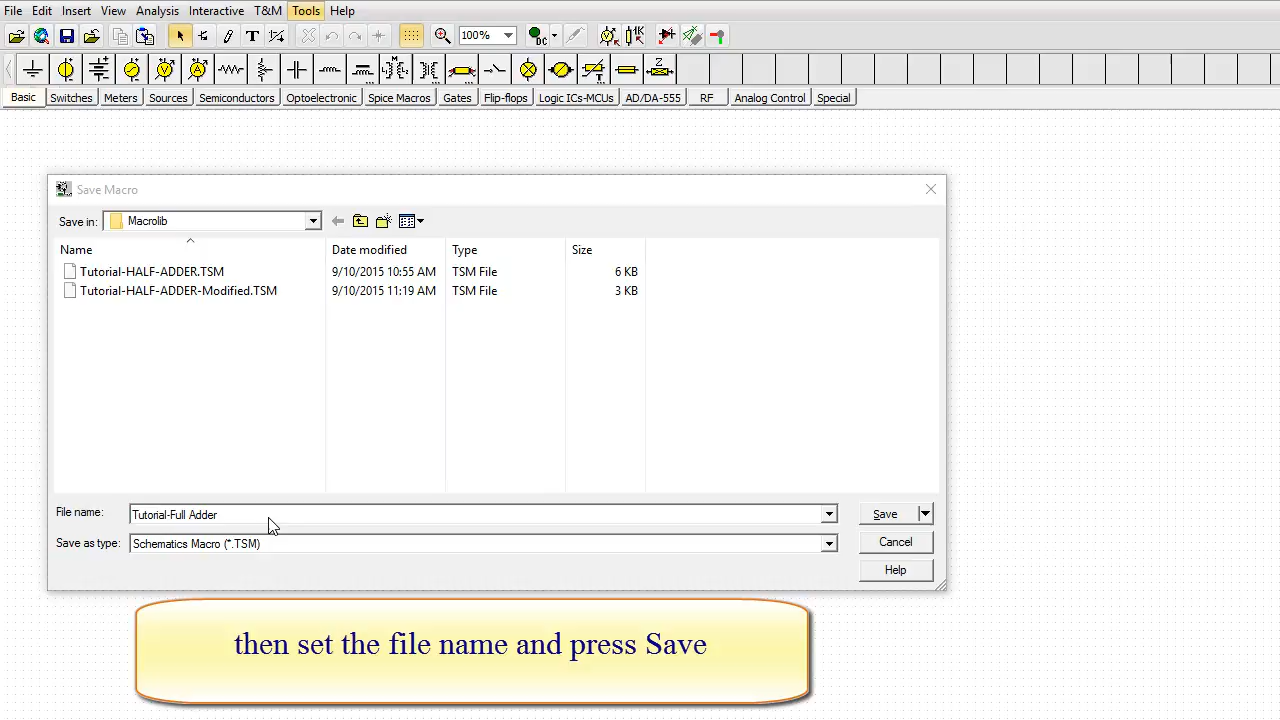 File Edit Insert View Analysis Interactive T&M Tools Help
DC 100% 1K
M Z
Basic Switches Meters Sources Semiconductors Optoelectronic Spice Macros Gates Flip-flops Logic ICs-MCUs AD/DA-555 RF Analog Control Special
Save Macro
Save in: Macrolib
Name Date modified Type Size
Tutorial-HALF-ADDER.TSM 9/10/2015 10:55 AM TSM File 6 KB
Tutorial-HALF-ADDER-Modified.TSM 9/10/2015 11:19 AM TSM File 3 KB
File name: Tutorial-Full Adder Save
Save as type: Schematics Macro (*.TSM) Cancel
Help
then set the file name and press Save